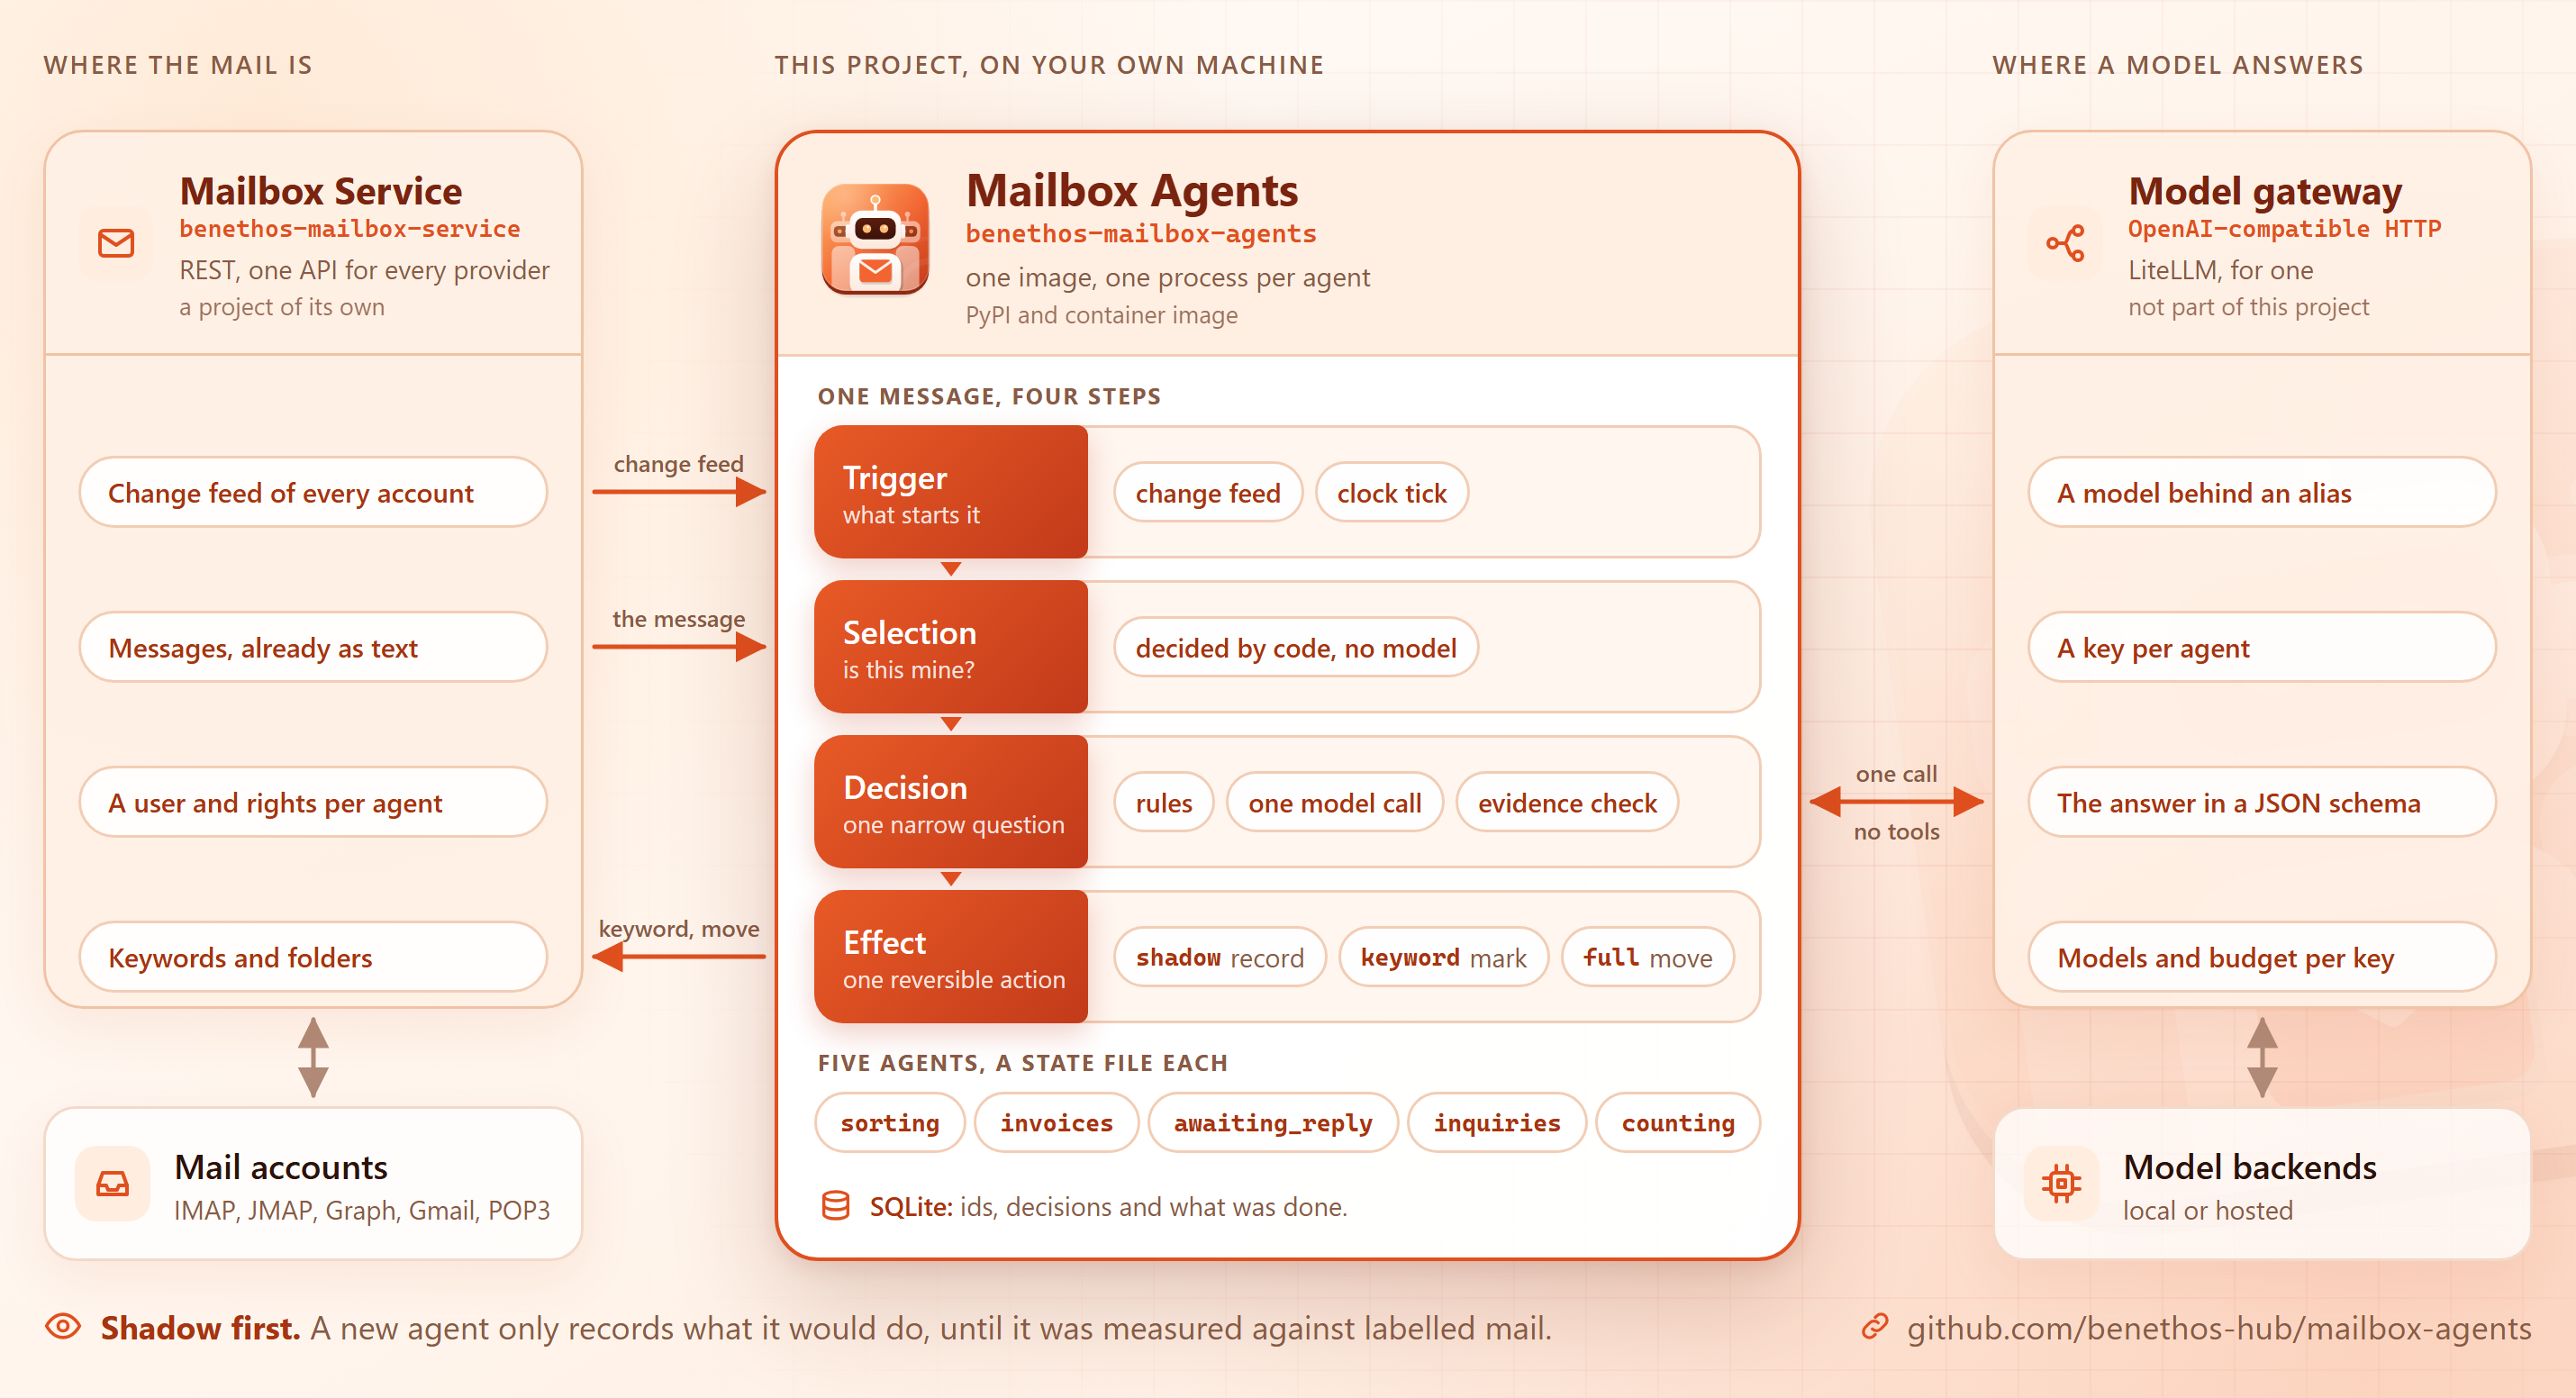 WHERE THE MAIL IS
THIS PROJECT, ON YOUR OWN MACHINE
WHERE A MODEL ANSWERS
Mailbox Service
benethos-mailbox-service
REST, one API for every provider
a project of its own
Change feed of every account
Messages, already as text
A user and rights per agent
Keywords and folders
Mail accounts
IMAP, JMAP, Graph, Gmail, POP3
change feed
the message
keyword, move
Mailbox Agents
benethos-mailbox-agents
one image, one process per agent
PyPI and container image
ONE MESSAGE, FOUR STEPS
Trigger
what starts it
change feed
clock tick
Selection
is this mine?
decided by code, no model
Decision
one narrow question
rules
one model call
evidence check
Effect
one reversible action
shadow record
keyword mark
full move
FIVE AGENTS, A STATE FILE EACH
sorting
invoices
awaiting_reply
inquiries
counting
SQLite: ids, decisions and what was done.
one call
no tools
Model gateway
OpenAI-compatible HTTP
LiteLLM, for one
not part of this project
A model behind an alias
A key per agent
The answer in a JSON schema
Models and budget per key
Model backends
local or hosted
Shadow first. A new agent only records what it would do, until it was measured against labelled mail.
github.com/benethos-hub/mailbox-agents